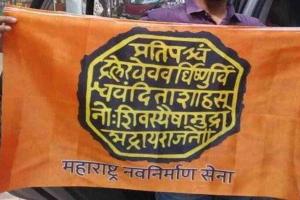 प्रतिपच्चं
द्रलेखेववर्धिष्णुर्वि
श्ववंदिताशाहसू
नोःशिवस्यैषामुद्रा
भद्रायराजते
महाराष्ट्र नवनिर्माण सेना